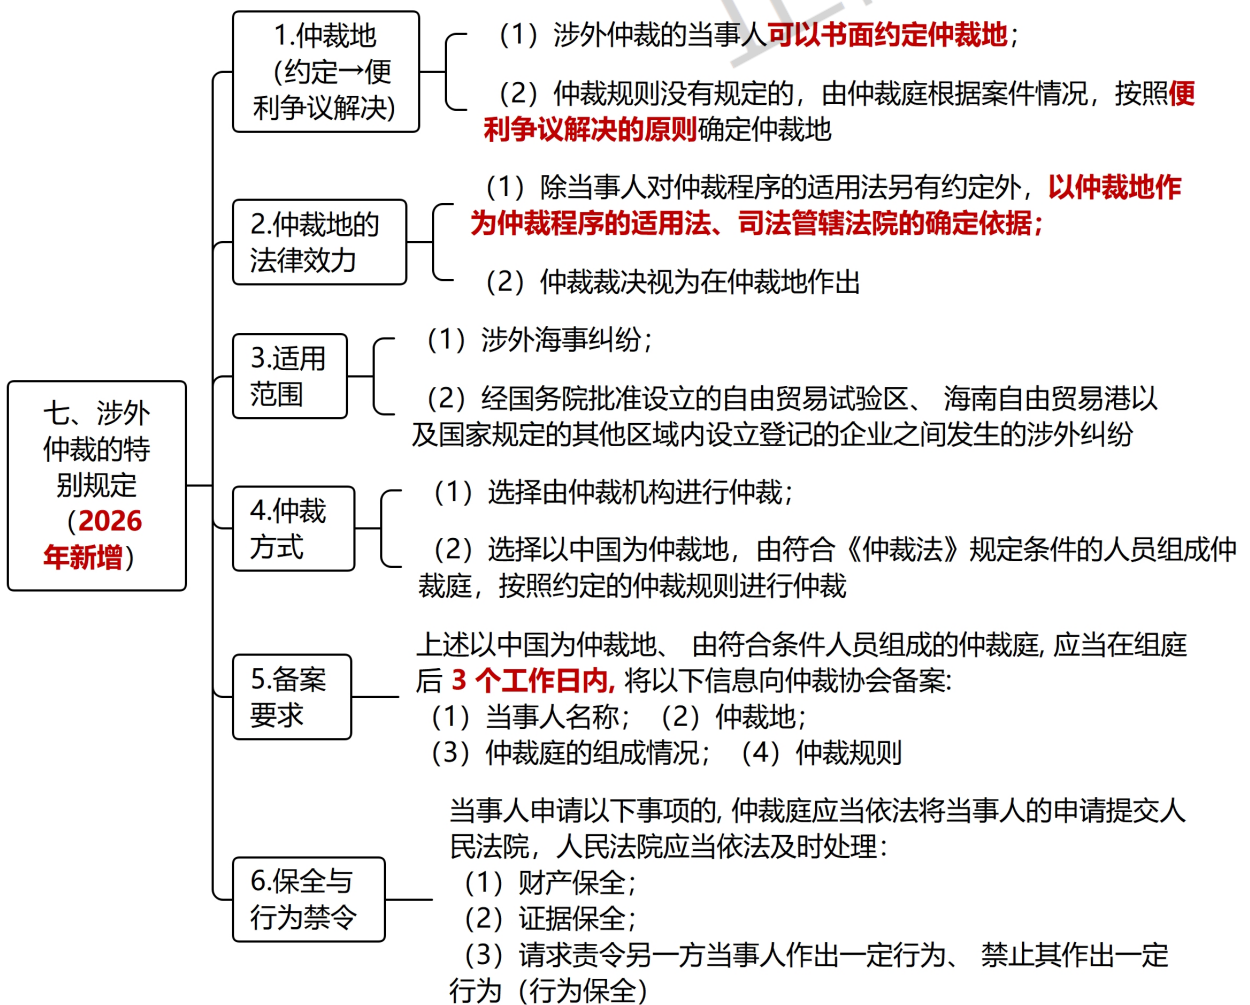 七、涉外
仲裁的特
别规定
（2026
年新增）
1.仲裁地
（约定→便
利争议解决)
（1）涉外仲裁的当事人可以书面约定仲裁地；
（2）仲裁规则没有规定的，由仲裁庭根据案件情况，按照便
利争议解决的原则确定仲裁地
2.仲裁地的
法律效力
（1）除当事人对仲裁程序的适用法另有约定外，以仲裁地作
为仲裁程序的适用法、司法管辖法院的确定依据；
（2）仲裁裁决视为在仲裁地作出
3.适用
范围
（1）涉外海事纠纷；
（2）经国务院批准设立的自由贸易试验区、 海南自由贸易港以
及国家规定的其他区域内设立登记的企业之间发生的涉外纠纷
4.仲裁
方式
（1）选择由仲裁机构进行仲裁；
（2）选择以中国为仲裁地，由符合《仲裁法》规定条件的人员组成仲
裁庭，按照约定的仲裁规则进行仲裁
5.备案
要求
上述以中国为仲裁地、 由符合条件人员组成的仲裁庭, 应当在组庭
后 3 个工作日内, 将以下信息向仲裁协会备案:
（1）当事人名称；（2）仲裁地；
（3）仲裁庭的组成情况；（4）仲裁规则
6.保全与
行为禁令
当事人申请以下事项的, 仲裁庭应当依法将当事人的申请提交人
民法院，人民法院应当依法及时处理：
（1）财产保全；
（2）证据保全；
（3）请求责令另一方当事人作出一定行为、 禁止其作出一定
行为（行为保全）